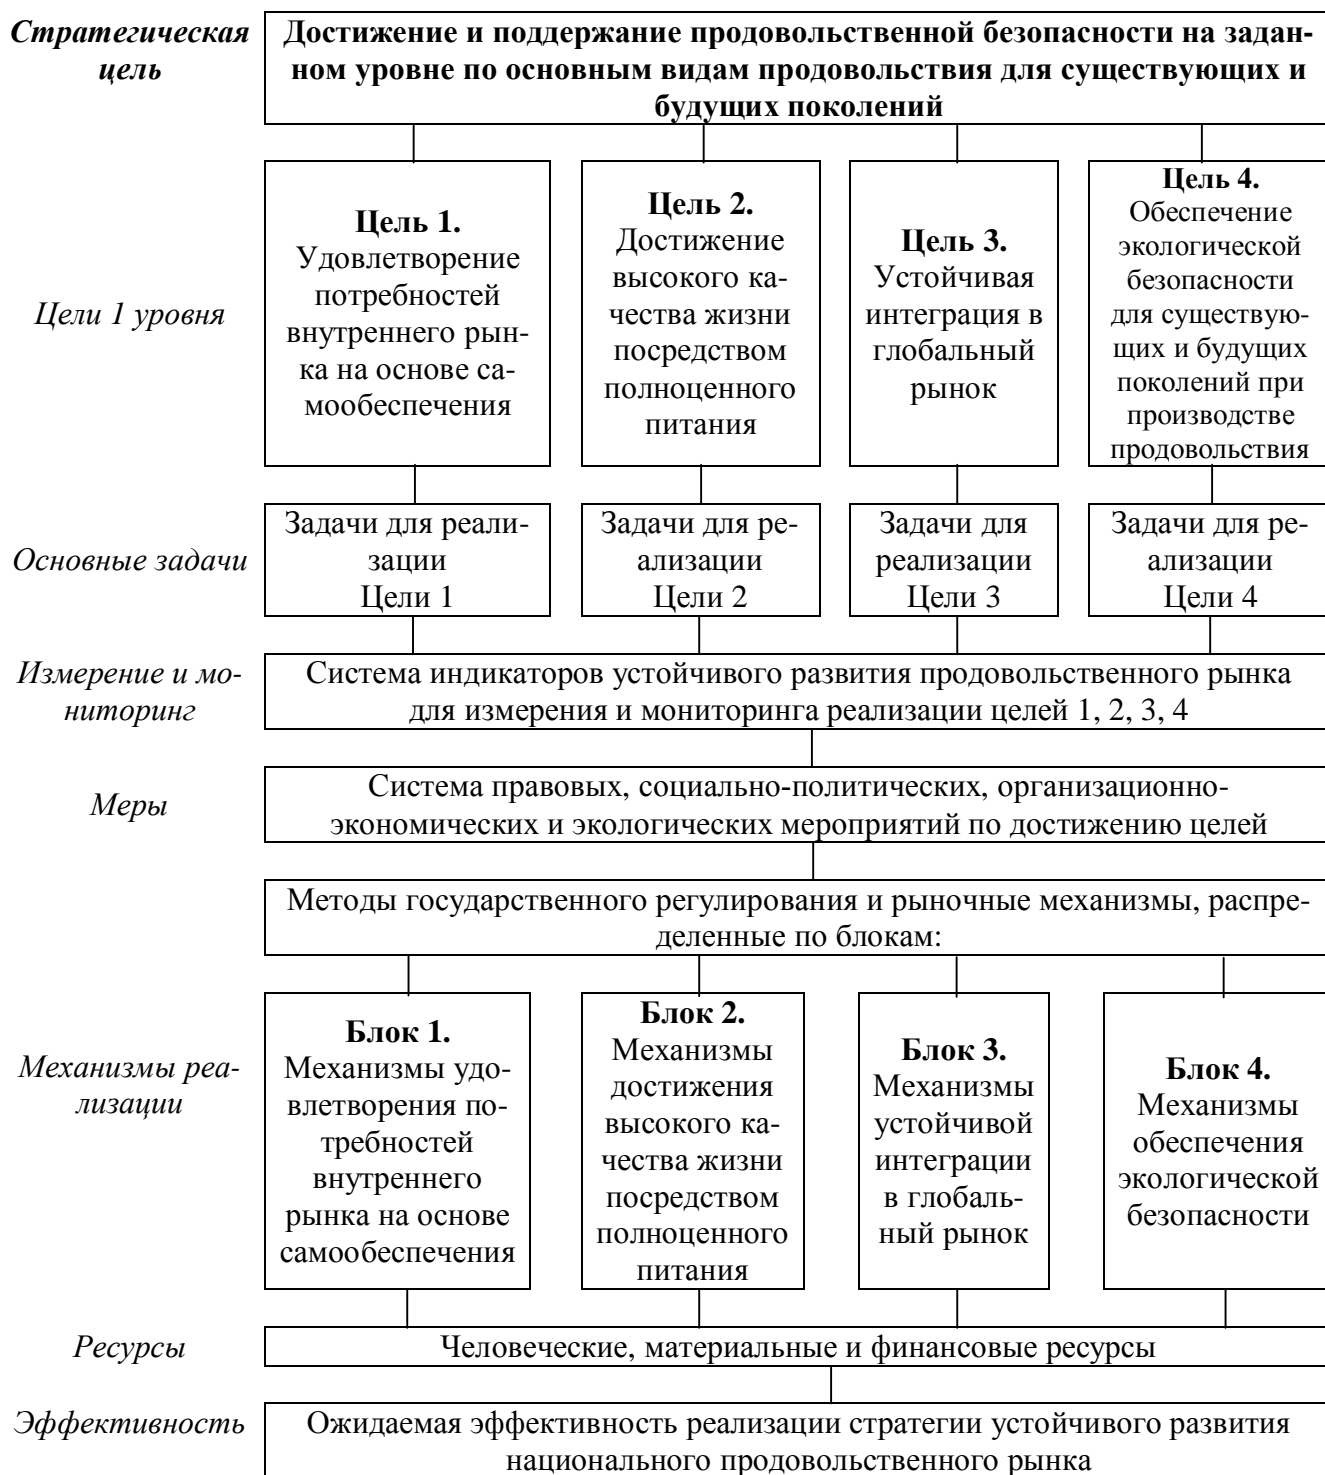 Стратегическая
цель
Достижение и поддержание продовольственной безопасности на задан-
ном уровне по основным видам продовольствия для существующих и
будущих поколений
Цели 1 уровня
Цель 1.
Удовлетворение
потребностей
внутреннего рын-
ка на основе са-
мообеспечения
Цель 2.
Достижение
высокого ка-
чества жизни
посредством
полноценного
питания
Цель 3.
Устойчивая
интеграция в
глобальный
рынок
Цель 4.
Обеспечение
экологической
безопасности
для существую-
щих и будущих
поколений при
производстве
продовольствия
Основные задачи
Задачи для реали-
зации
Цели 1
Задачи для ре-
ализации
Цели 2
Задачи для
реализации
Цели 3
Задачи для ре-
ализации
Цели 4
Измерение и мо-
ниторинг
Система индикаторов устойчивого развития продовольственного рынка
для измерения и мониторинга реализации целей 1, 2, 3, 4
Меры
Система правовых, социально-политических, организационно-
экономических и экологических мероприятий по достижению целей
Методы государственного регулирования и рыночные механизмы, распре-
деленные по блокам:
Механизмы реа-
лизации
Блок 1.
Механизмы удо-
влетворения по-
требностей
внутреннего
рынка на основе
самообеспечения
Блок 2.
Механизмы
достижения
высокого ка-
чества жизни
посредством
полноценного
питания
Блок 3.
Механизмы
устойчивой
интеграции
в глобаль-
ный рынок
Блок 4.
Механизмы
обеспечения
экологической
безопасности
Ресурсы
Человеческие, материальные и финансовые ресурсы
Эффективность
Ожидаемая эффективность реализации стратегии устойчивого развития
национального продовольственного рынка